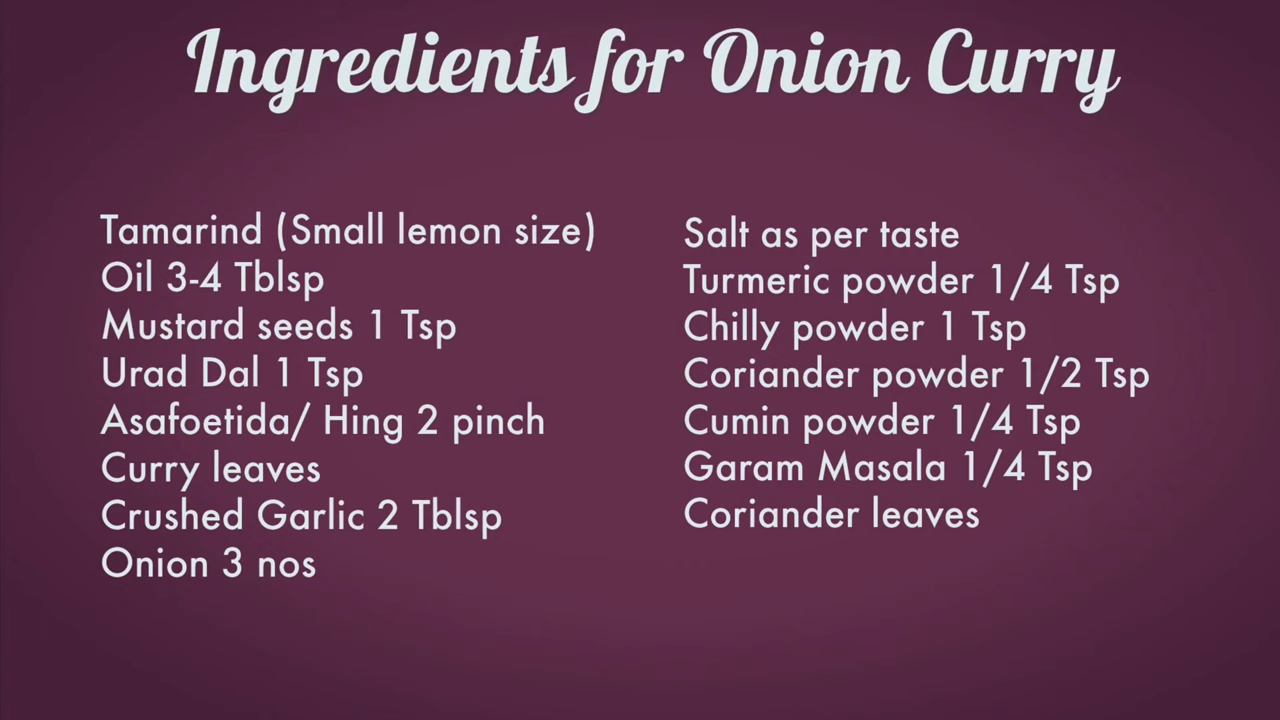 Ingredients for Onion Curry
Tamarind (Small lemon size)
Oil 3-4 Tblsp
Mustard seeds 1 Tsp
Urad Dal 1 Tsp
Asafoetida/ Hing 2 pinch
Curry leaves
Crushed Garlic 2 Tblsp
Onion 3 nos
Salt as per taste
Turmeric powder 1/4 Tsp
Chilly powder 1 Tsp
Coriander powder 1/2 Tsp
Cumin powder 1/4 Tsp
Garam Masala 1/4 Tsp
Coriander leaves